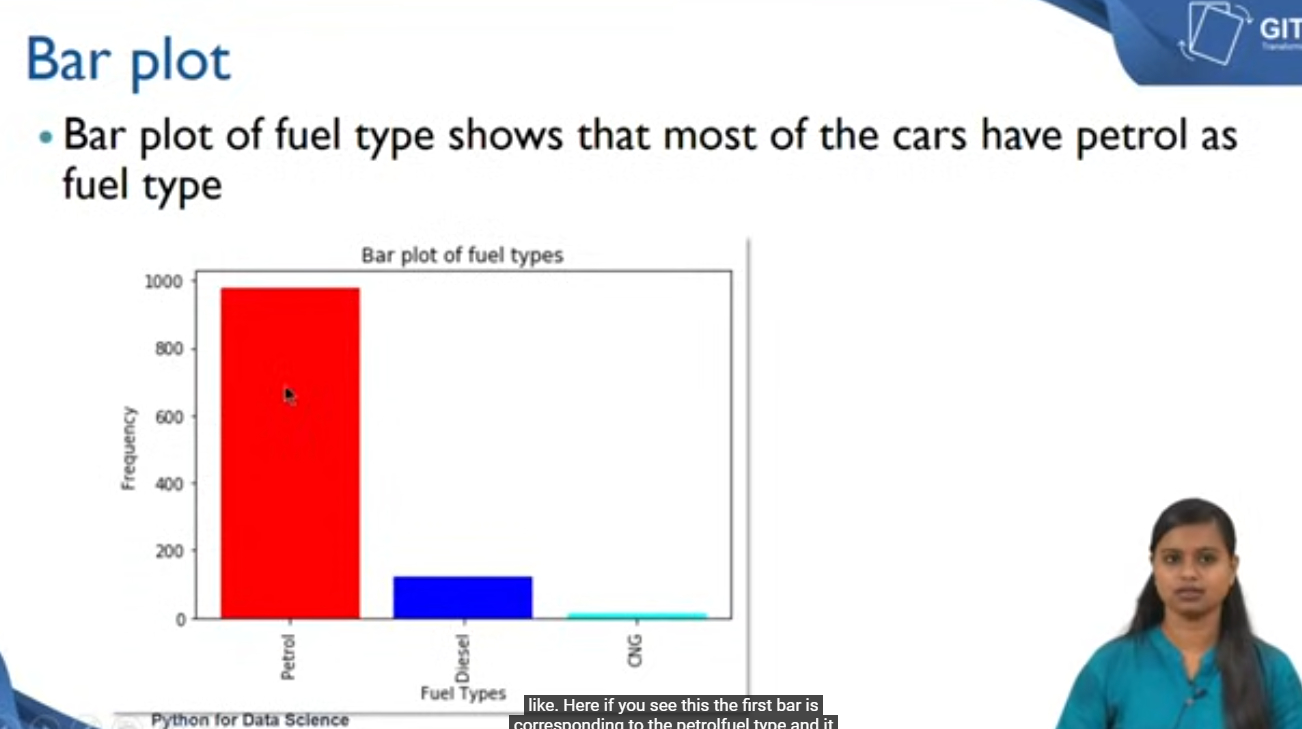 GIT
Bar plot
• Bar plot of fuel type shows that most of the cars have petrol as
fuel type
Bar plot of fuel types
1000
800
600
400
200
0
Frequency
Petrol
Diesel
CNG
Fuel Types
Python for Data Science
like. Here if you see this the first bar is
corresponding to the petrolfuel type and it